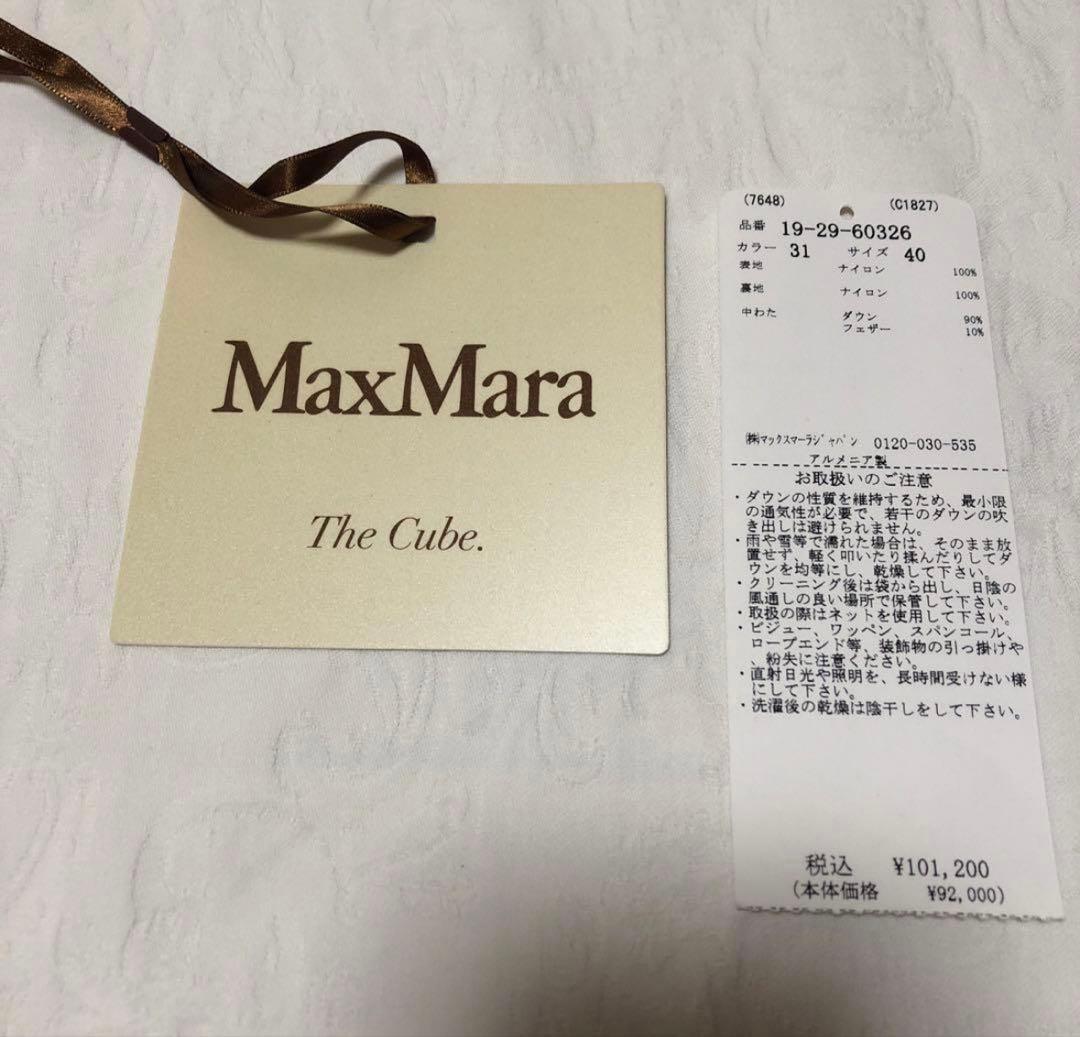 MaxMara
The Cube.
(7648) (C1827)
品番 19-29-60326
カラー 31 サイズ 40
表地 ナイロン 100%
裏地 ナイロン 100%
中わた ダウン 90%
フェザー 10%
㈱マックスマーラジャパン 0120-030-535
アルメニア製
お取扱いのご注意
・ダウンの性質を維持するため、最小限
の通気性が必要で、若干のダウンの吹
き出しは避けられません。
・雨や雪等で濡れた場合は、そのまま放
置せず、軽く叩いたり揉んだりしてダ
ウンを均等にし、乾燥して下さい。
・クリーニング後は袋から出し、日陰の
風通しの良い場所で保管して下さい。
・取扱の際はネットを使用して下さい。
・ビジュー、ワッペン、スパンコール、
ロープエンド等、装飾物の引っ掛けや
、紛失に注意ください。
・直射日光や照明を、長時間受けない様
にして下さい。
・洗濯後の乾燥は陰干しをして下さい。
税込 ¥101,200
(本体価格 ¥92,000)